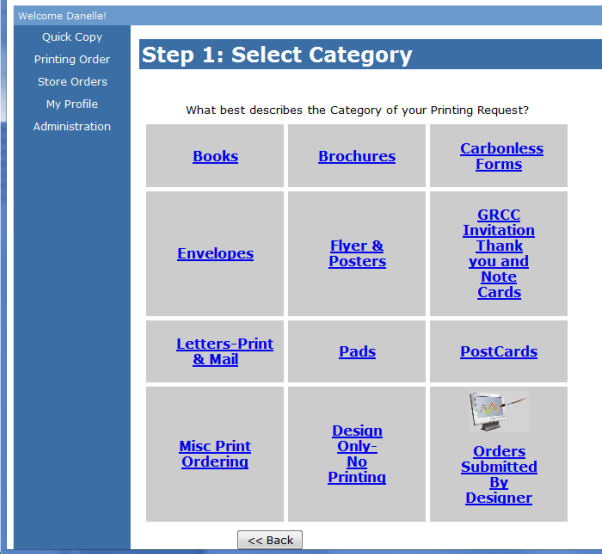 Welcome Danelle!
Quick Copy
Printing Order
Store Orders
My Profile
Administration
Step 1: Select Category
What best describes the Category of your Printing Request?
Books
Brochures
Carbonless
Forms
Envelopes
Flyer &
Posters
GRCC
Invitation
Thank
you and
Note
Cards
Letters-Print
& Mail
Pads
PostCards
Misc Print
Ordering
Design
Only-
No
Printing
Orders
Submitted
By
Designer
<< Back